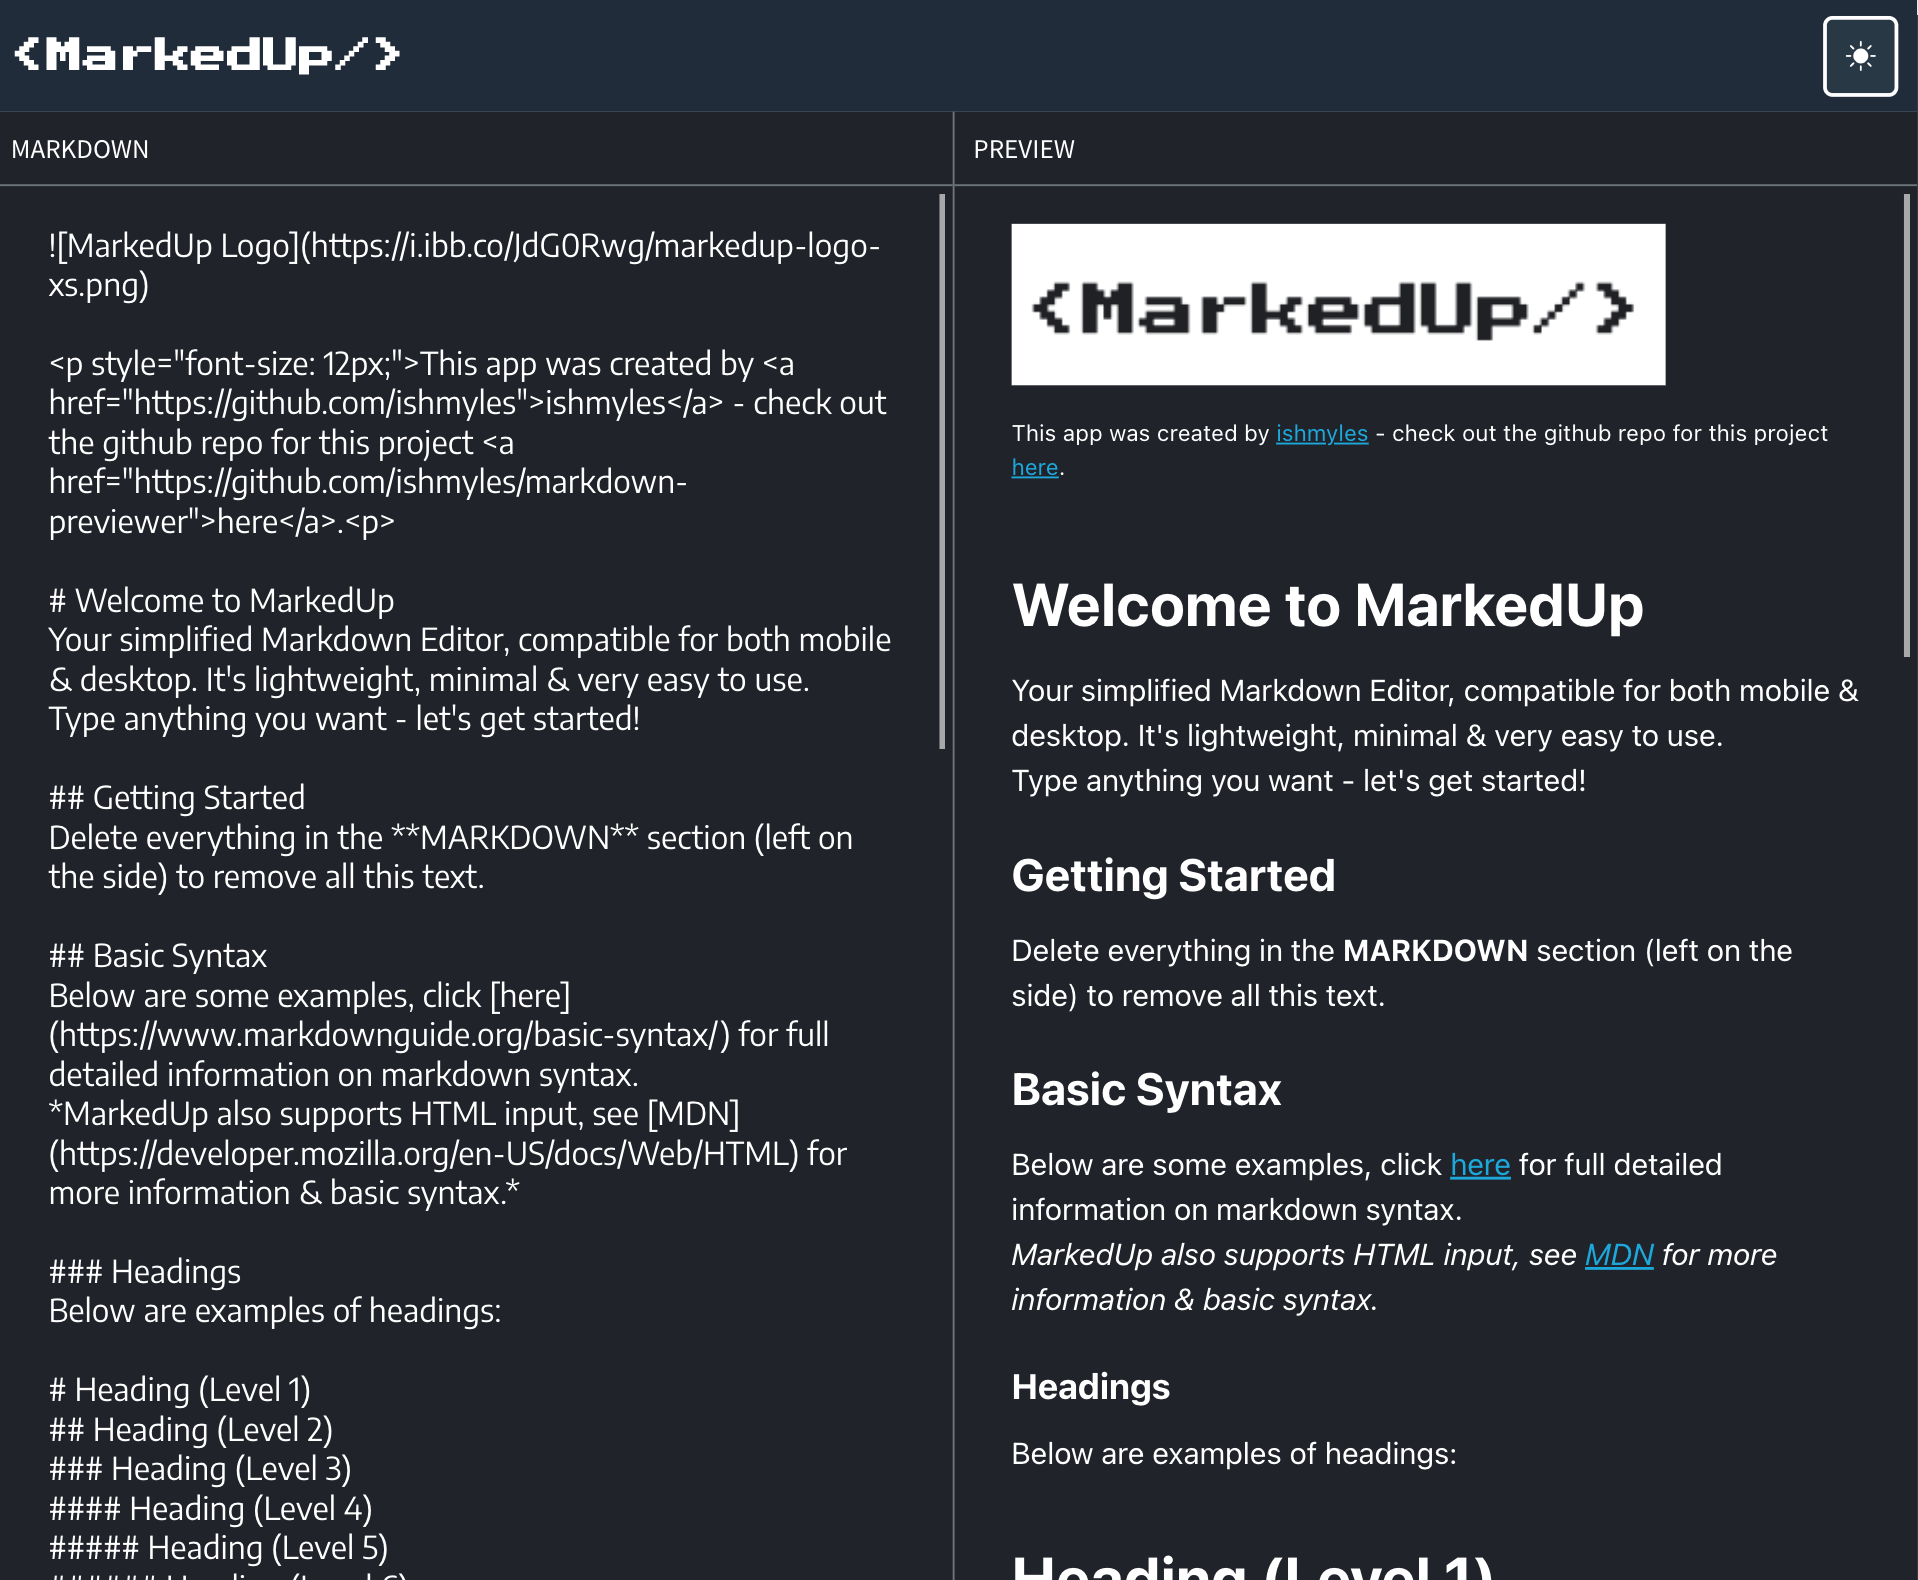 <MarkedUp/>
MARKDOWN
![MarkedUp Logo](https://i.ibb.co/JdG0Rwg/markedup-logo-
xs.png)
<p style="font-size: 12px;">This app was created by <a
href="https://github.com/ishmyles">ishmyles</a> - check out
the github repo for this project <a
href="https://github.com/ishmyles/markdown-
previewer">here</a>.<p>
# Welcome to MarkedUp
Your simplified Markdown Editor, compatible for both mobile
& desktop. It's lightweight, minimal & very easy to use.
Type anything you want - let's get started!
## Getting Started
Delete everything in the **MARKDOWN** section (left on
the side) to remove all this text.
## Basic Syntax
Below are some examples, click [here]
(https://www.markdownguide.org/basic-syntax/) for full
detailed information on markdown syntax.
*MarkedUp also supports HTML input, see [MDN]
(https://developer.mozilla.org/en-US/docs/Web/HTML) for
more information & basic syntax.*
### Headings
Below are examples of headings:
# Heading (Level 1)
## Heading (Level 2)
### Heading (Level 3)
#### Heading (Level 4)
##### Heading (Level 5)
###### Heading (Level 6)
PREVIEW
<MarkedUp/>
This app was created by ishmyles - check out the github repo for this project
here.
Welcome to MarkedUp
Your simplified Markdown Editor, compatible for both mobile &
desktop. It's lightweight, minimal & very easy to use.
Type anything you want - let's get started!
Getting Started
Delete everything in the MARKDOWN section (left on the
side) to remove all this text.
Basic Syntax
Below are some examples, click here for full detailed
information on markdown syntax.
MarkedUp also supports HTML input, see MDN for more
information & basic syntax.
Headings
Below are examples of headings:
Heading (Level 1)